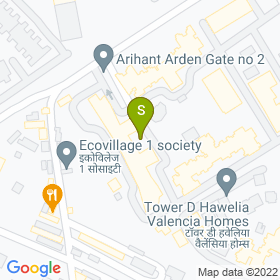 Arihant Arden Gate no 2
S
Ecovillage 1 society
इकोविलेज
1 सोसाइटी
Tower D Hawelia
Valencia Homes
टॉवर डी हवेलिया
वैलेंसिया होम्स
Map data ©2022